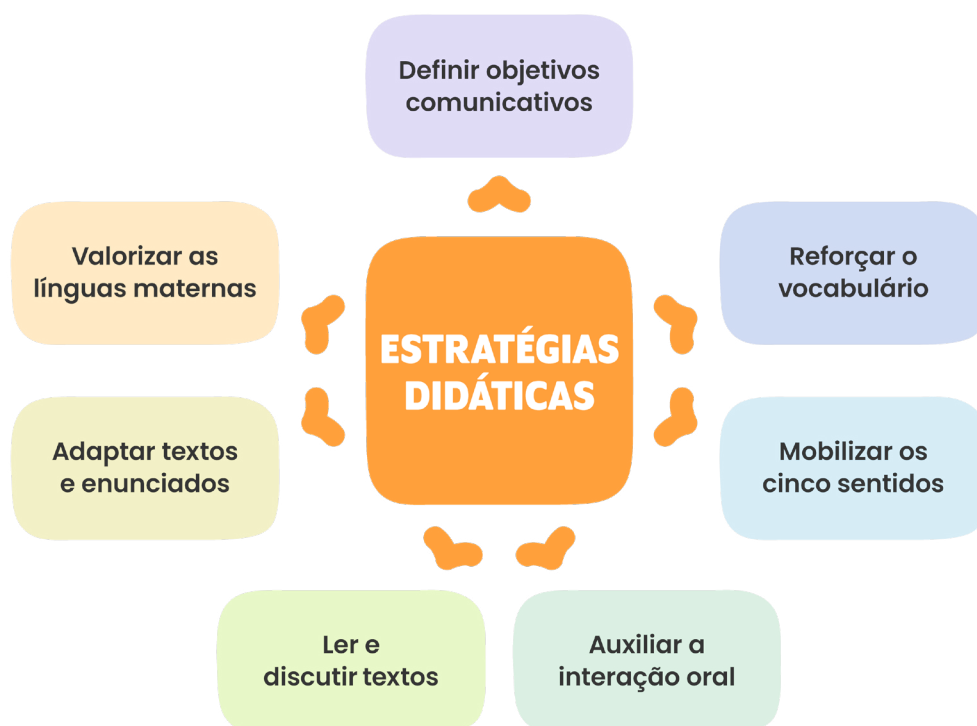 Definir objetivos
comunicativos
Valorizar as
línguas maternas
Reforçar o
vocabulário
ESTRATÉGIAS
DIDÁTICAS
Adaptar textos
e enunciados
Mobilizar os
cinco sentidos
Ler e
discutir textos
Auxiliar a
interação oral